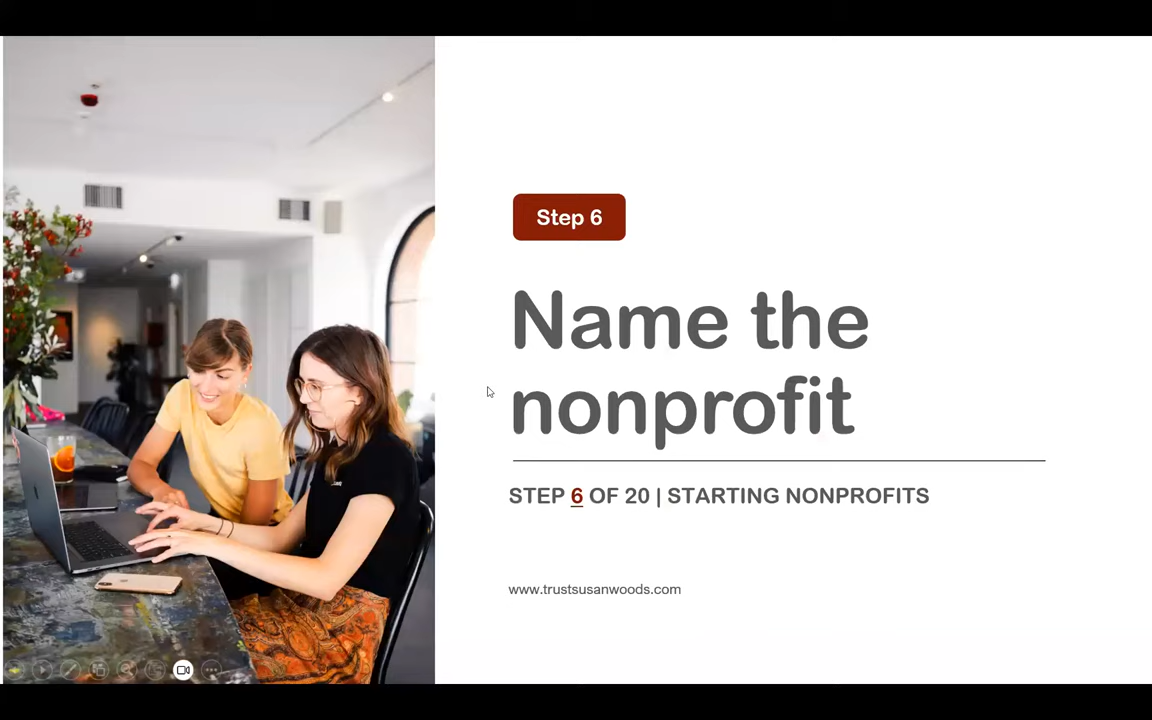 Step 6
Name the
nonprofit
STEP 6 OF 20 | STARTING NONPROFITS
www.trustsusanwoods.com